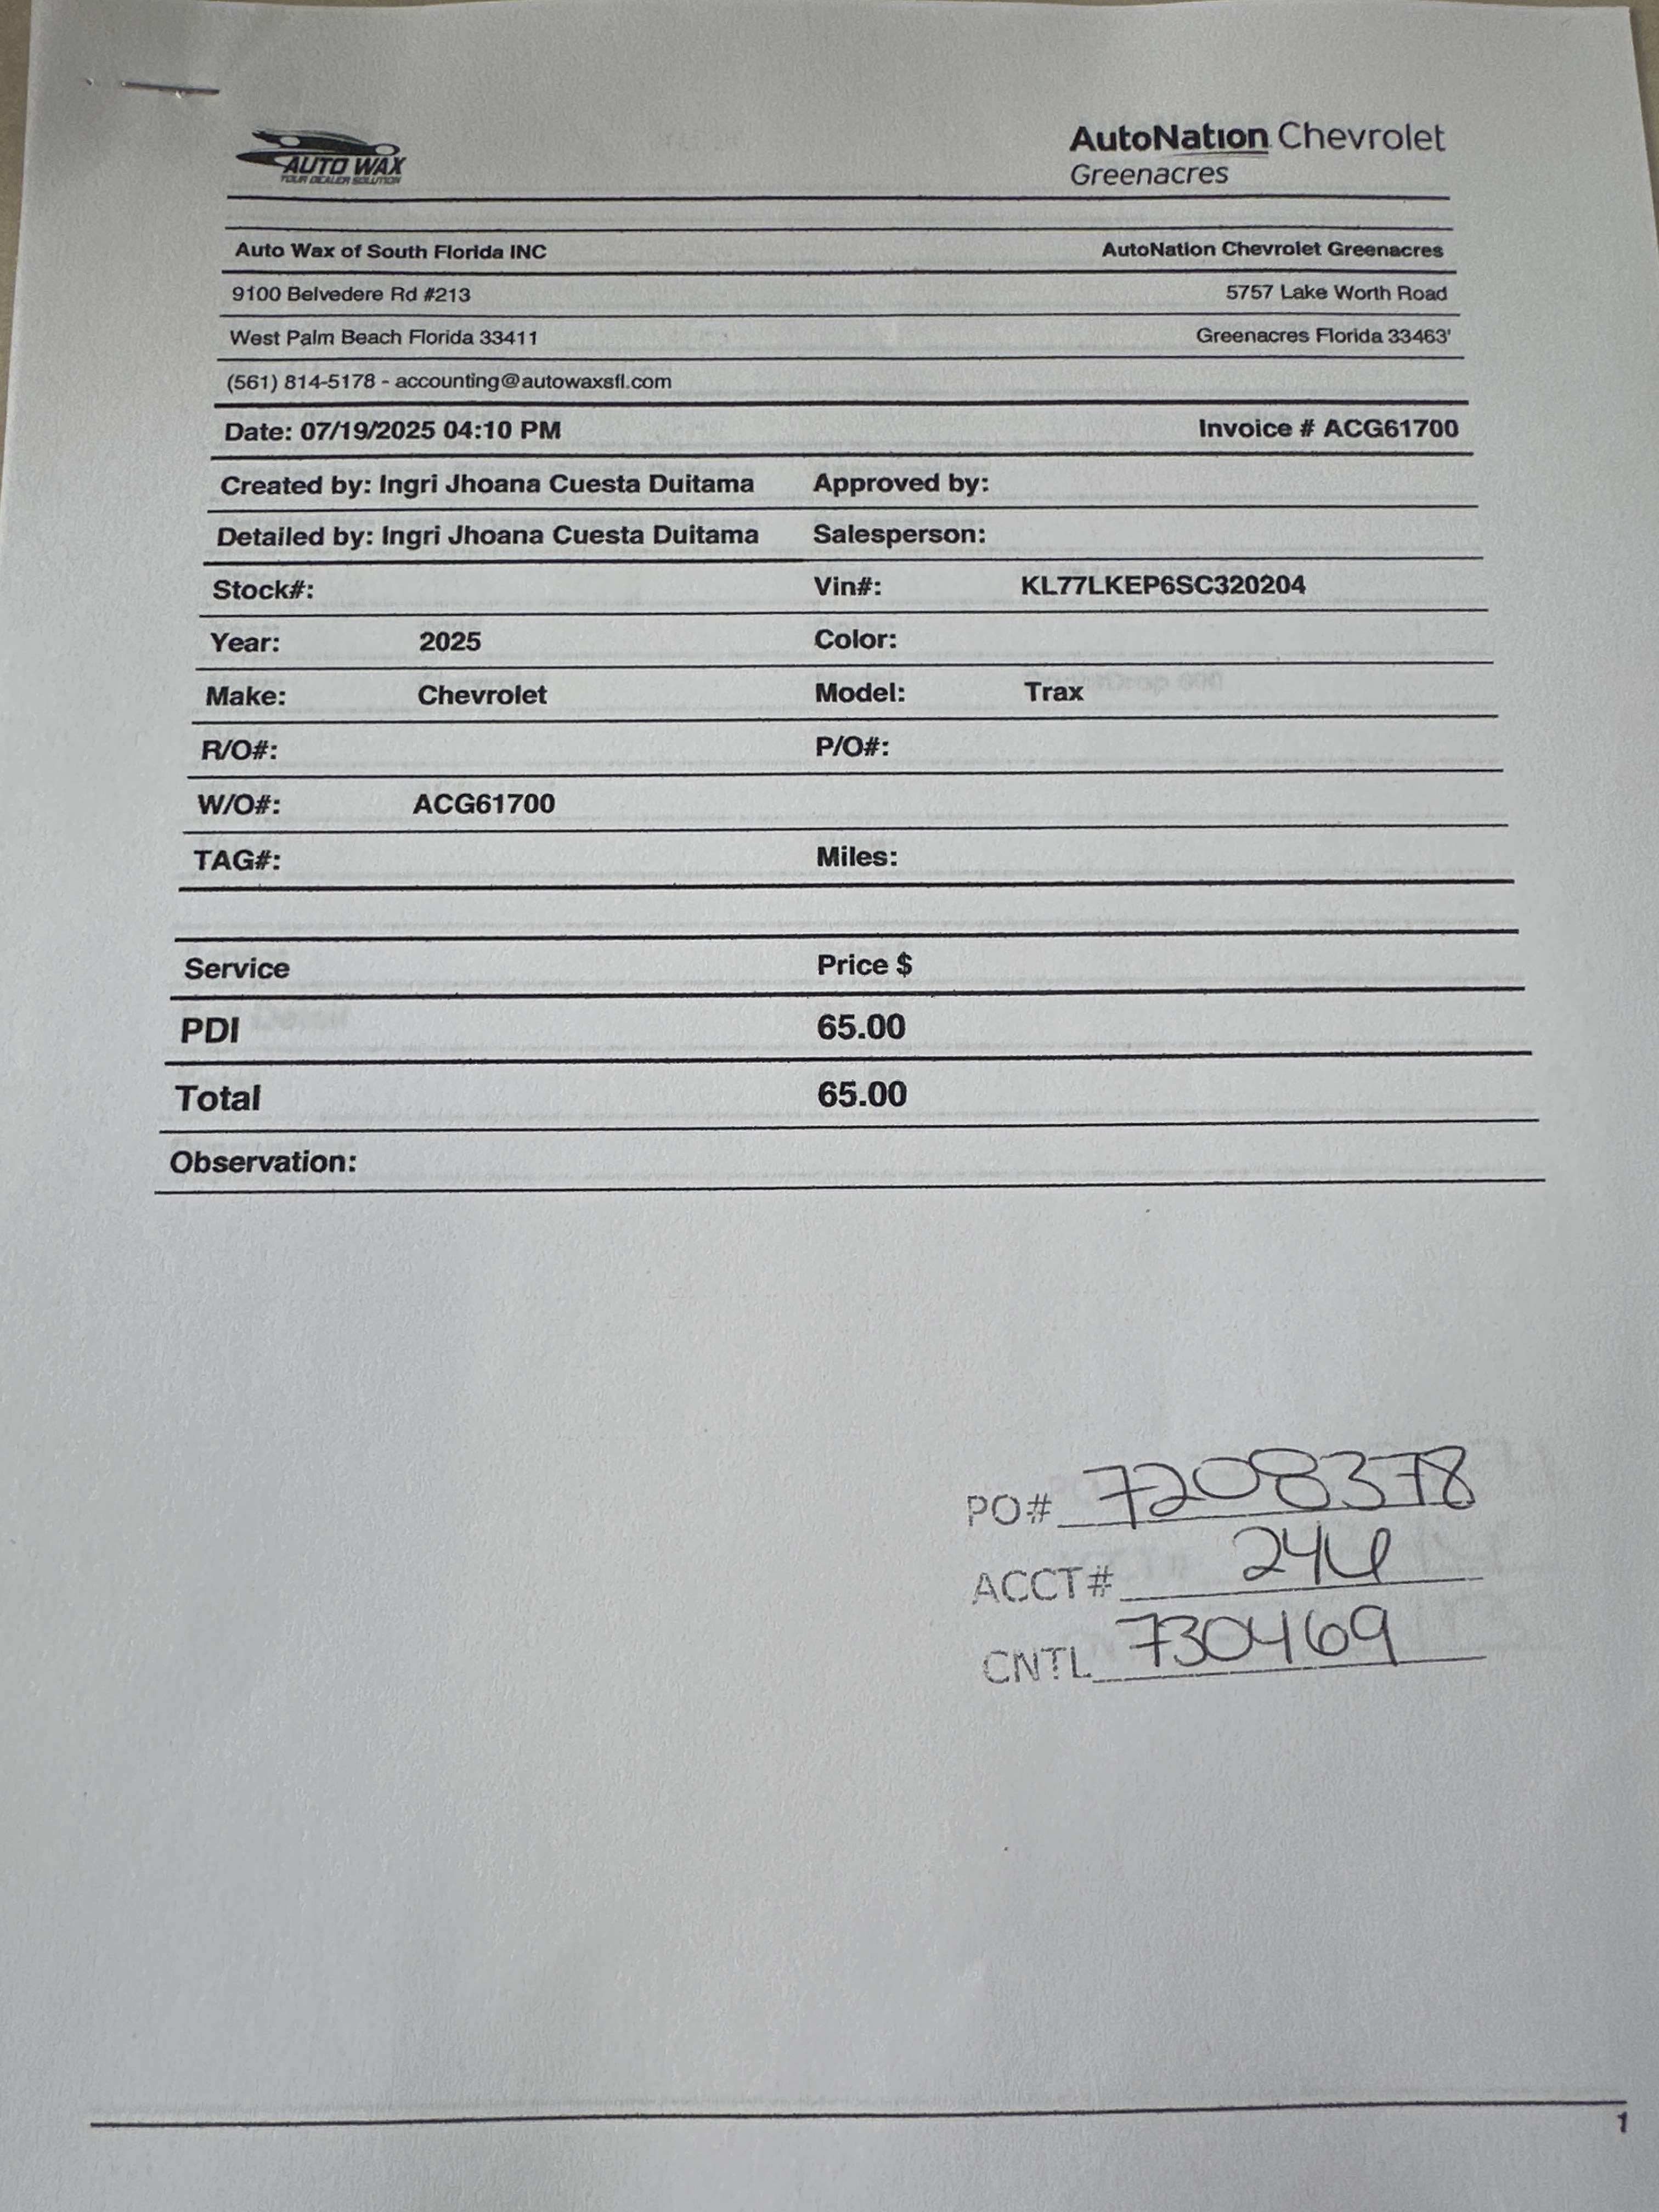 AUTO WAX
YOUR DEALER SOLUTION
AutoNation Chevrolet
Greenacres
Auto Wax of South Florida INC AutoNation Chevrolet Greenacres
9100 Belvedere Rd #213 5757 Lake Worth Road
West Palm Beach Florida 33411 Greenacres Florida 33463'
(561) 814-5178 - accounting@autowaxsfl.com
Date: 07/19/2025 04:10 PM Invoice # ACG61700
Created by: Ingri Jhoana Cuesta Duitama Approved by:
Detailed by: Ingri Jhoana Cuesta Duitama Salesperson:
Stock#: Vin#: KL77LKEP6SC320204
Year: 2025 Color:
Make: Chevrolet Model: Trax
R/O#: P/O#:
W/O#: ACG61700
TAG#: Miles:
Service Price $
PDI 65.00
Total 65.00
Observation:
PO# 7208378
ACCT#
CNTL 730469
1